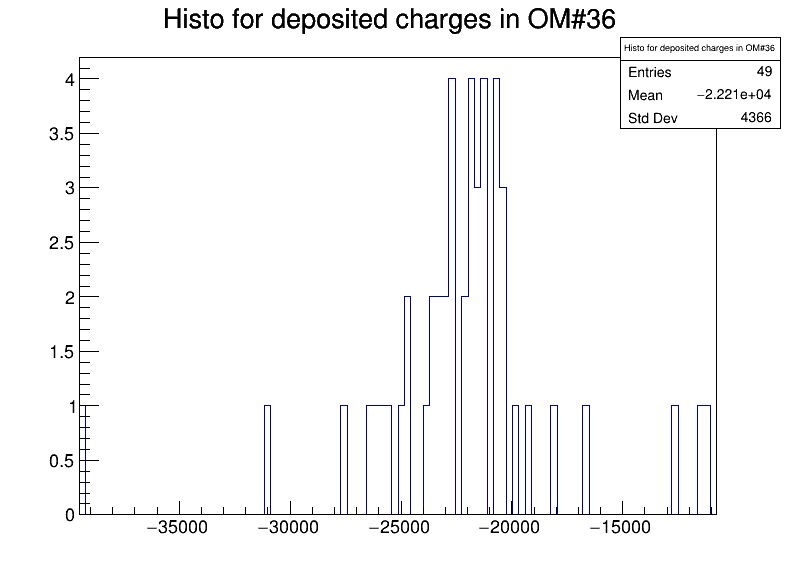 Histo for deposited charges in OM#36
Histo for deposited charges in OM#36
Entries 49
Mean −2.221e+04
Std Dev 4366
4
3.5
3
2.5
2
1.5
1
0.5
0
−35000 −30000 −25000 −20000 −15000